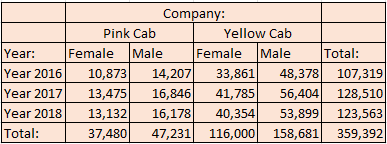 Company:
Pink Cab Yellow Cab
Year: Female Male Female Male Total:
Year 2016 10,873 14,207 33,861 48,378 107,319
Year 2017 13,475 16,846 41,785 56,404 128,510
Year 2018 13,132 16,178 40,354 53,899 123,563
Total: 37,480 47,231 116,000 158,681 359,392